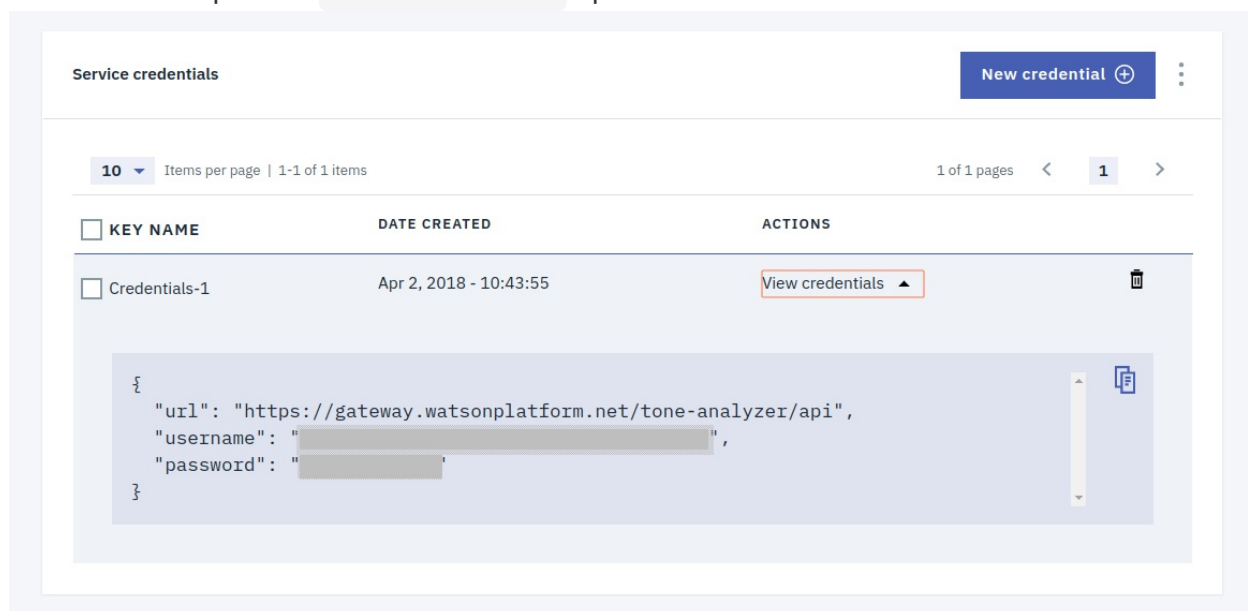 Service credentials
New credential
10 Items per page | 1-1 of 1 items
1 of 1 pages < 1 >
KEY NAME DATE CREATED ACTIONS
Credentials-1 Apr 2, 2018 - 10:43:55 View credentials
{
"url": "https://gateway.watsonplatform.net/tone-analyzer/api",
"username": "",
"password": "
}